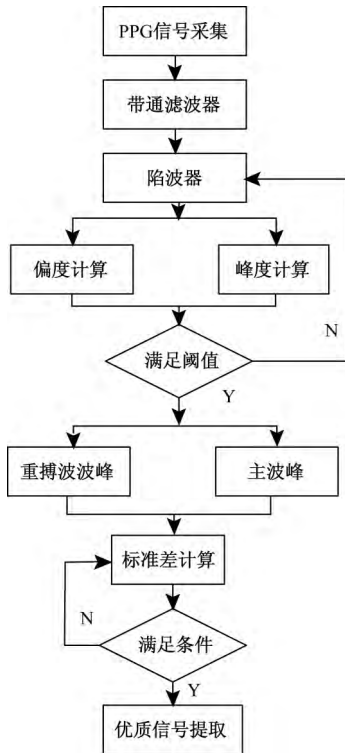 PPG信号采集
带通滤波器
陷波器
偏度计算
峰度计算
满足阈值
N
Y
重搏波波峰
主波峰
标准差计算
N
满足条件
Y
优质信号提取